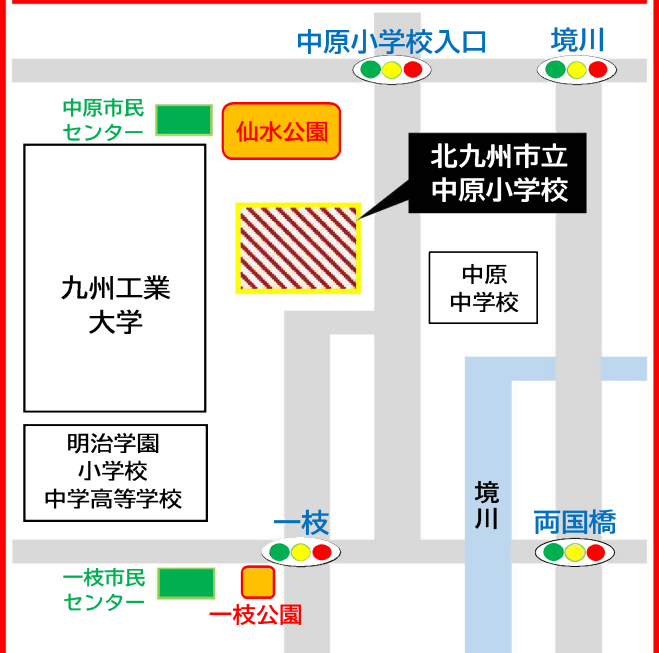 中原小学校入口
境川
中原市民
センター
仙水公園
北九州市立
中原小学校
九州工業
大学
中原
中学校
明治学園
小学校
中学高等学校
境
川
一枝
両国橋
一枝市民
センター
一枝公園